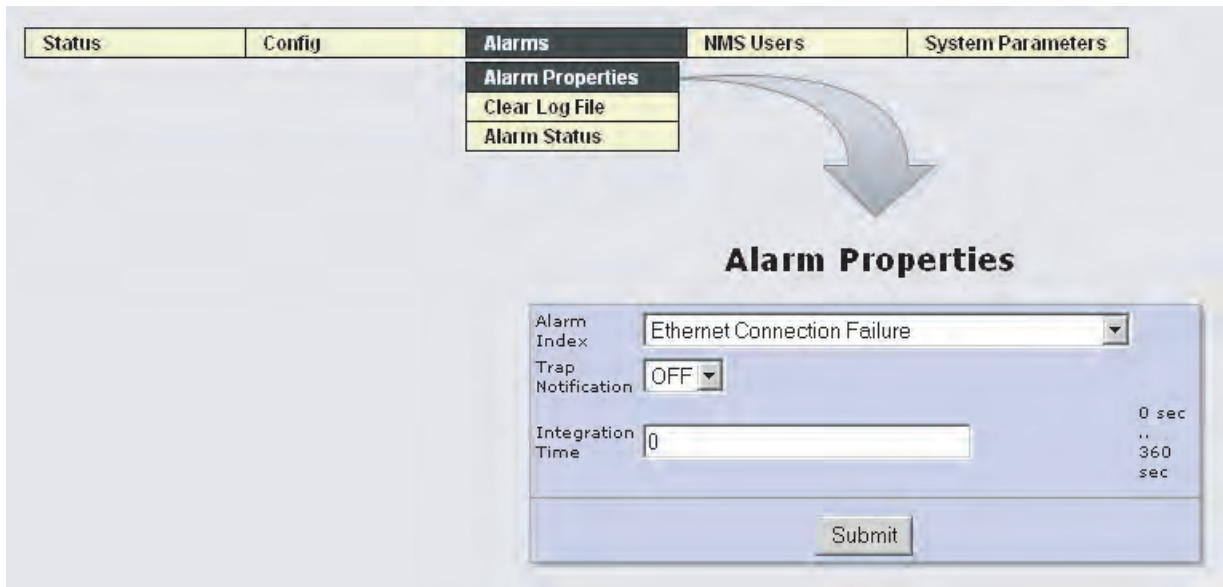 Status Config Alarms NMS Users System Parameters
Alarm Properties
Clear Log File
Alarm Status
Alarm Properties
Alarm
Index
Ethernet Connection Failure
Trap
Notification
OFF
Integration
Time
0
0 sec
..
360
sec
Submit